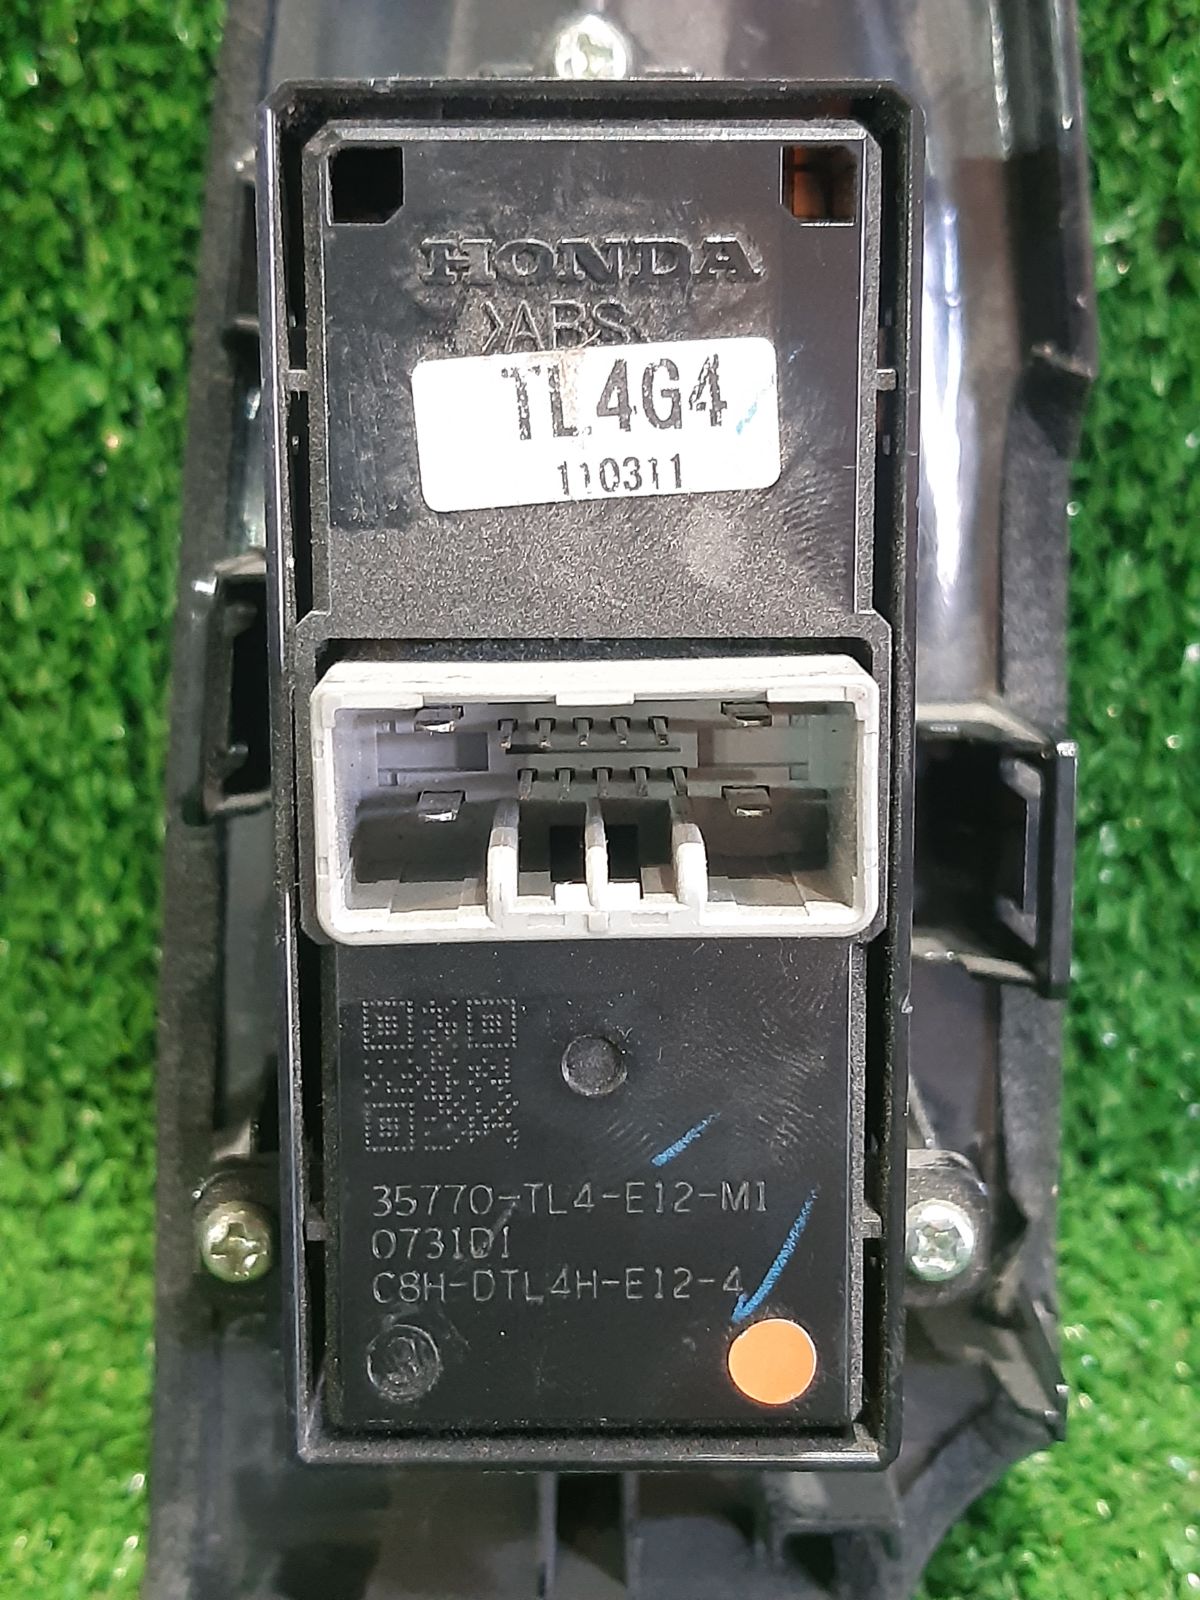 HONDA
>ABS<
TL4G4
110311
35770-TL4-E12-M1
0731D1
C8H-DTL4H-E12-4